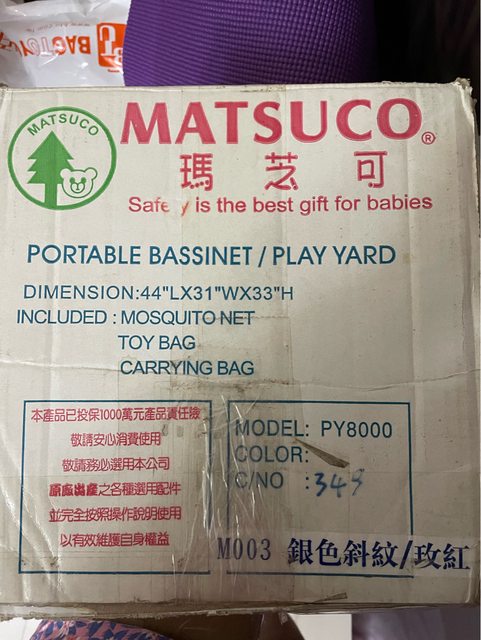 BAGTOY
MATSUCO
MATSUCO®
瑪芝可
Safe y is the best gift for babies
PORTABLE BASSINET / PLAY YARD
DIMENSION:44"LX31"WX33"H
INCLUDED : MOSQUITO NET
TOY BAG
CARRYING BAG
本產品已投保1000萬元產品責任險
敬請安心消費使用
敬請務必選用本公司
原廠出產之各種選用配件
並完全按照操作說明使用
以有效維護自身權益
MODEL: PY8000
COLOR:
C/NO :349
M003 銀色斜紋/玫紅